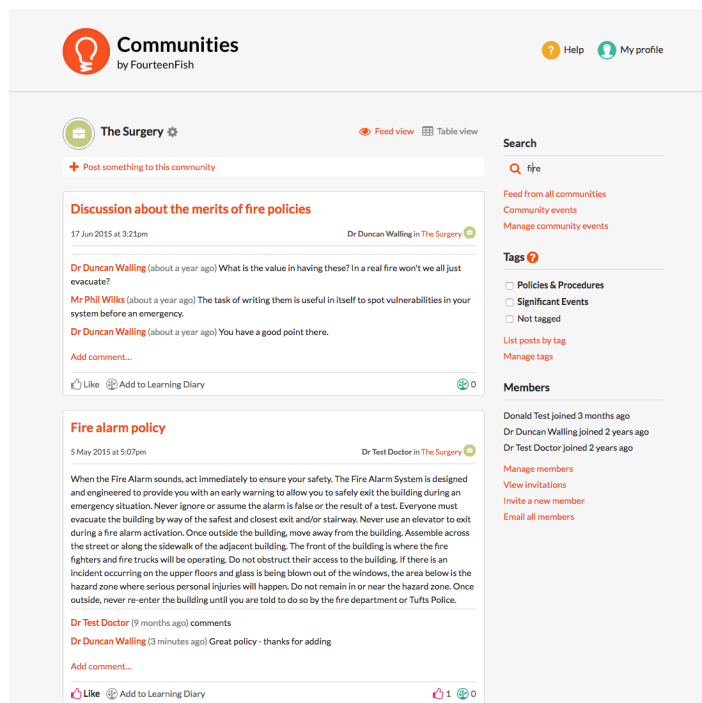 Communities
by FourteenFish
? Help
My profile
The Surgery
Feed view
Table view
+ Post something to this community
Discussion about the merits of fire policies
17 Jun 2015 at 3:21pm
Dr Duncan Walling in The Surgery
Dr Duncan Walling (about a year ago) What is the value in having these? In a real fire won't we all just
evacuate?
Mr Phil Wilks (about a year ago) The task of writing them is useful in itself to spot vulnerabilities in your
system before an emergency.
Dr Duncan Walling (about a year ago) You have a good point there.
Add comment...
Like
Add to Learning Diary
0
Fire alarm policy
5 May 2015 at 5:07pm
Dr Test Doctor in The Surgery
When the Fire Alarm sounds, act immediately to ensure your safety. The Fire Alarm System is designed
and engineered to provide you with an early warning to allow you to safely exit the building during an
emergency situation. Never ignore or assume the alarm is false or the result of a test. Everyone must
evacuate the building by way of the safest and closest exit and/or stairway. Never use an elevator to exit
during a fire alarm activation. Once outside the building, move away from the building. Assemble across
the street or along the sidewalk of the adjacent building. The front of the building is where the fire
fighters and fire trucks will be operating. Do not obstruct their access to the building. If there is an
incident occurring on the upper floors and glass is being blown out of the windows, the area below is the
hazard zone where serious personal injuries will happen. Do not remain in or near the hazard zone. Once
outside, never re-enter the building until you are told to do so by the fire department or Tufts Police.
Dr Test Doctor (9 months ago) comments
Dr Duncan Walling (3 minutes ago) Great policy - thanks for adding
Add comment...
Like
Add to Learning Diary
1
0
Search
fire
Feed from all communities
Community events
Manage community events
Tags ?
Policies & Procedures
Significant Events
Not tagged
List posts by tag
Manage tags
Members
Donald Test joined 3 months ago
Dr Duncan Walling joined 2 years ago
Dr Test Doctor joined 2 years ago
Manage members
View invitations
Invite a new member
Email all members